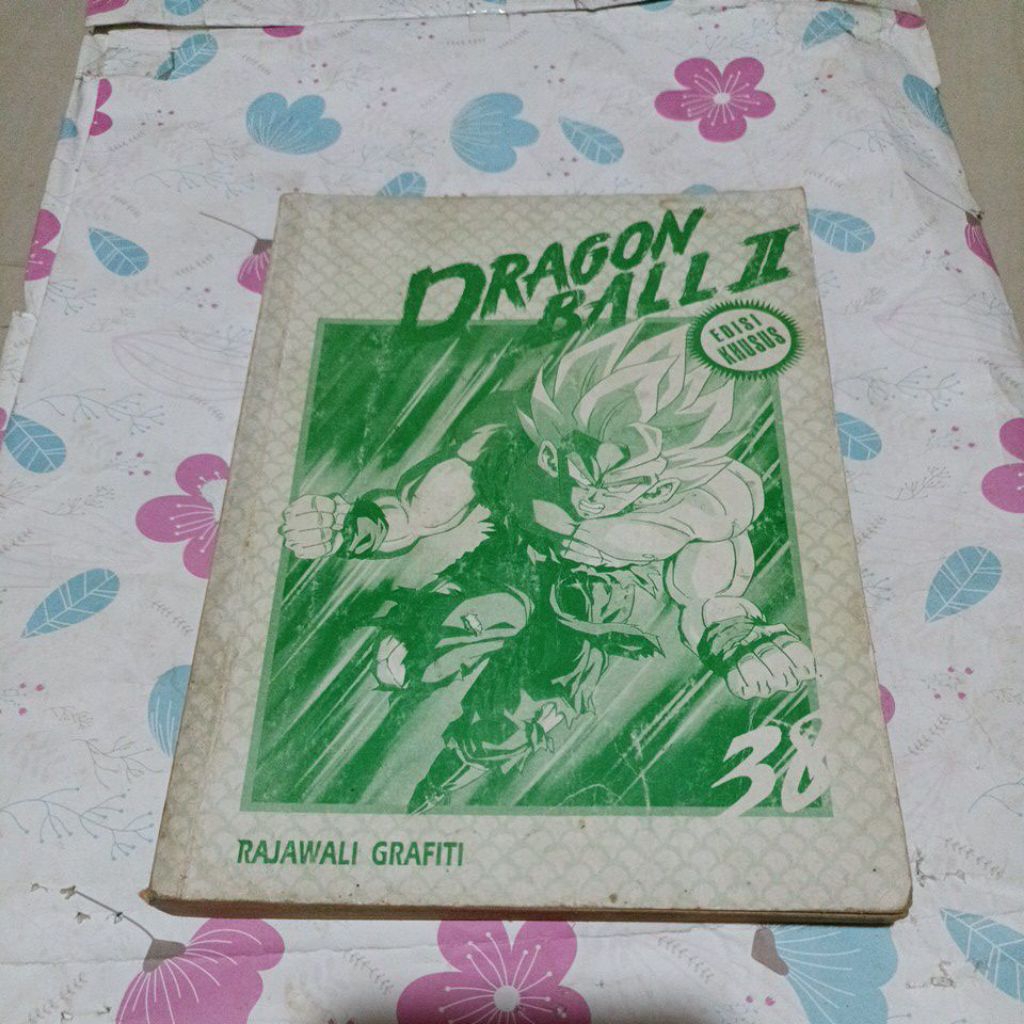 DRAGON
BALL II
EDISI
KHUSUS
38
RAJAWALI GRAFITI